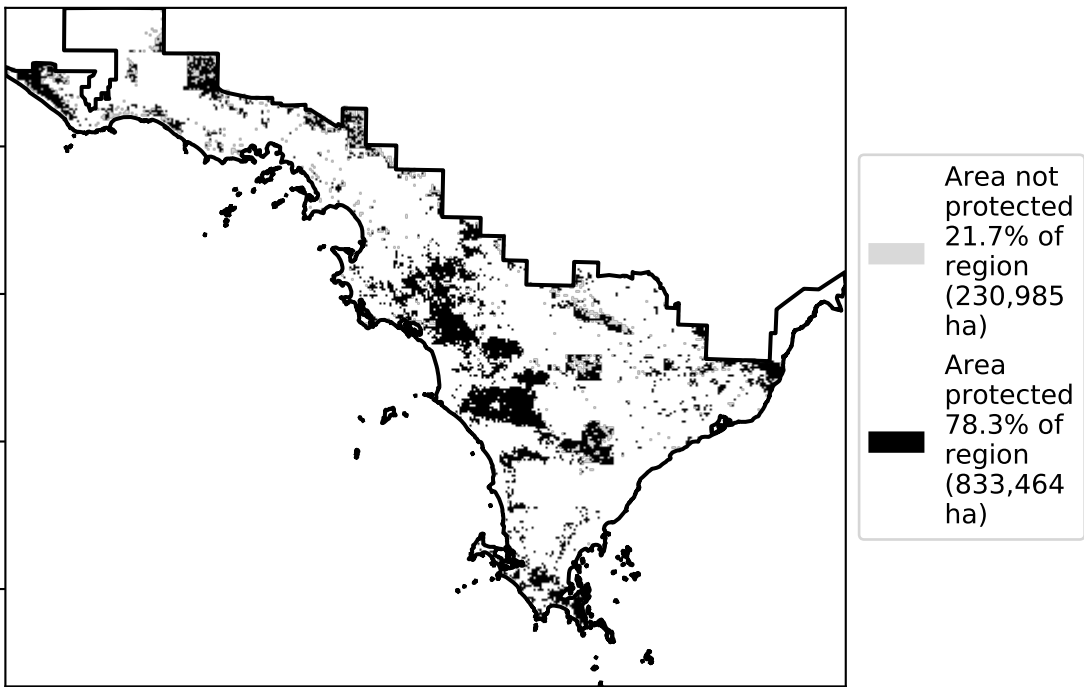 Area not
protected
21.7% of
region
(230,985
ha)
Area
protected
78.3% of
region
(833,464
ha)